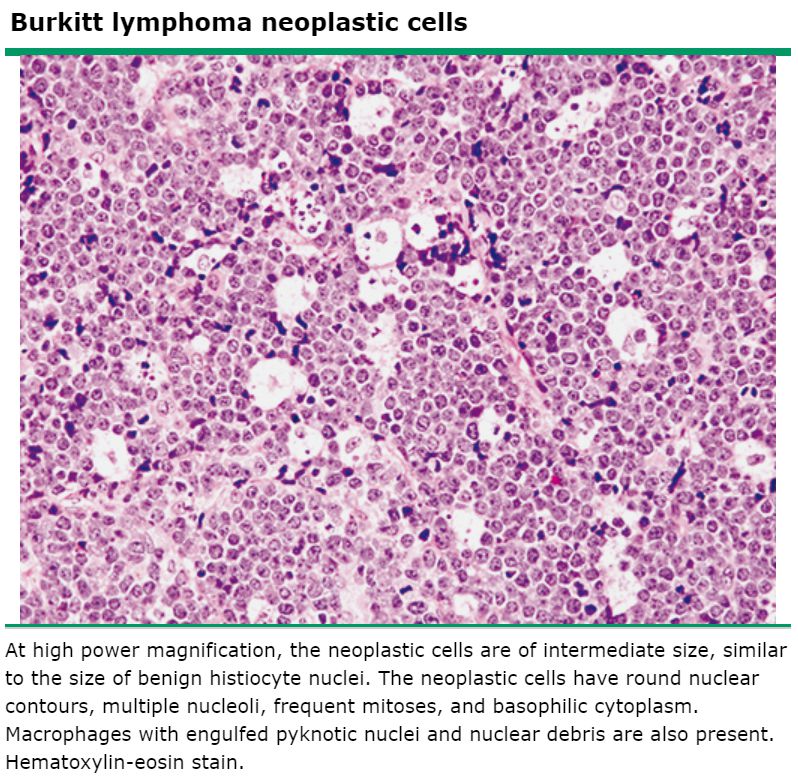 Burkitt lymphoma neoplastic cells
At high power magnification, the neoplastic cells are of intermediate size, similar
to the size of benign histiocyte nuclei. The neoplastic cells have round nuclear
contours, multiple nucleoli, frequent mitoses, and basophilic cytoplasm.
Macrophages with engulfed pyknotic nuclei and nuclear debris are also present.
Hematoxylin-eosin stain.